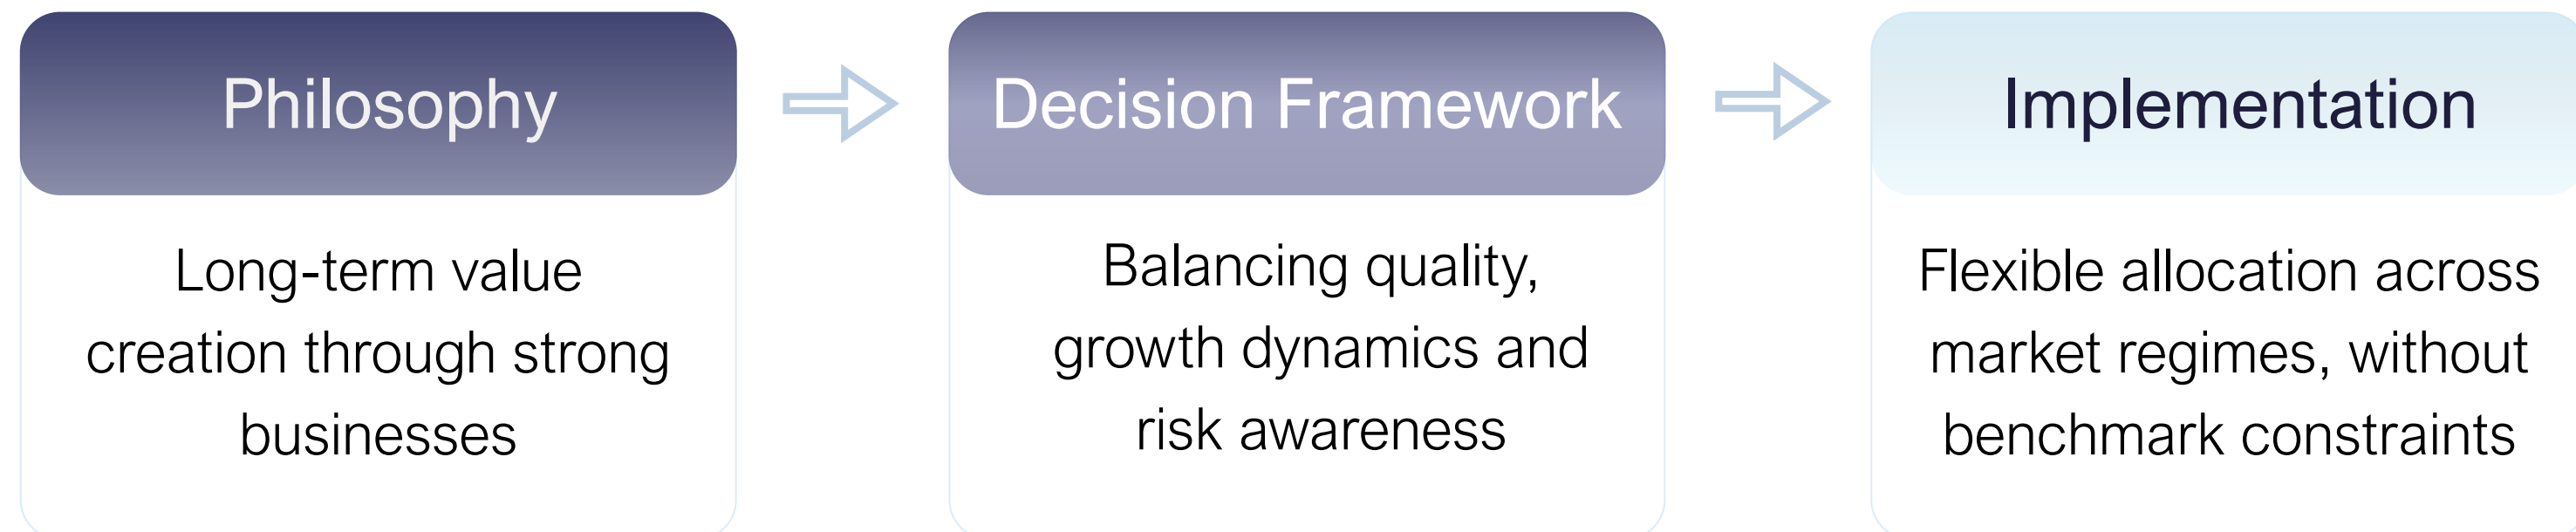 Philosophy
Long-term value
creation through strong
businesses
Decision Framework
Balancing quality,
growth dynamics and
risk awareness
Implementation
Flexible allocation across
market regimes, without
benchmark constraints